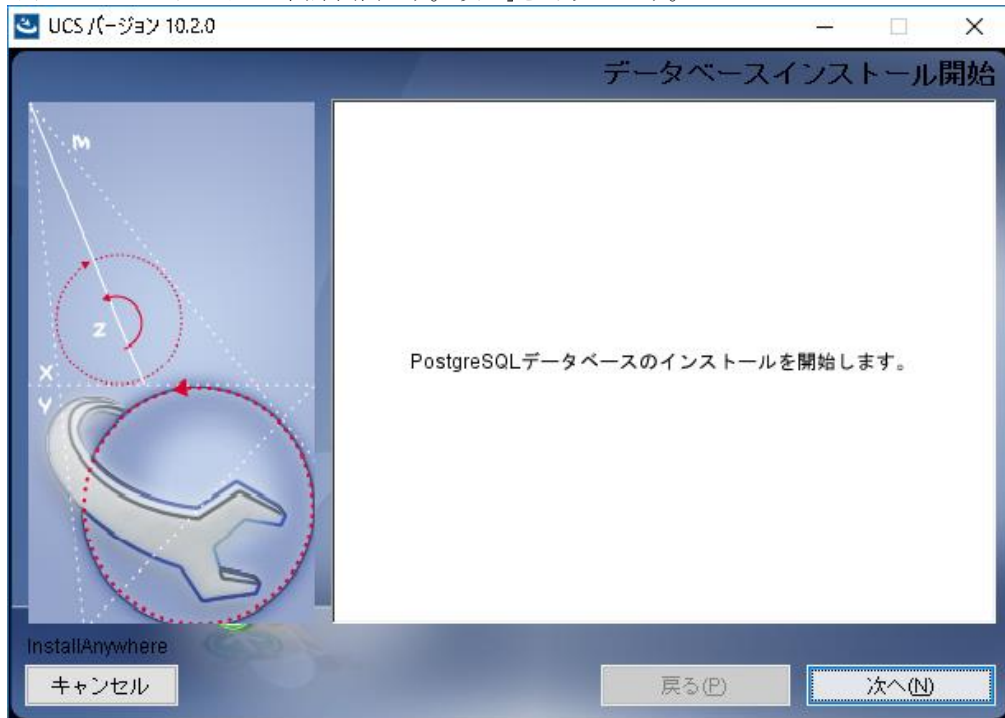 UCS バージョン 10.2.0
データベースインストール開始
M
Z
X
Y
PostgreSQLデータベースのインストールを開始します。
InstallAnywhere
キャンセル
戻る(P)
次へ(N)